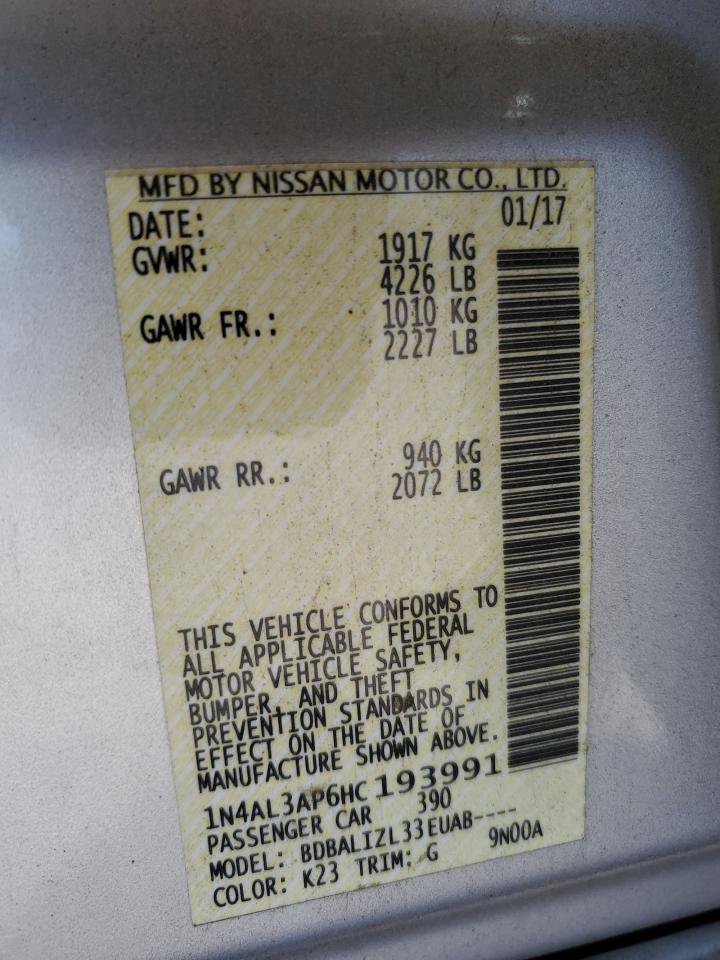 MFD BY NISSAN MOTOR CO., LTD.
DATE: 01/17
GVWR: 1917 KG
4226 LB
GAWR FR.: 1010 KG
2227 LB
GAWR RR.: 940 KG
2072 LB
THIS VEHICLE CONFORMS TO
ALL APPLICABLE FEDERAL
MOTOR VEHICLE SAFETY,
BUMPER, AND THEFT
PREVENTION STANDARDS IN
EFFECT ON THE DATE OF
MANUFACTURE SHOWN ABOVE.
1N4AL3AP6HC193991
PASSENGER CAR 390
MODEL: BDBALIZL33EUAB----
COLOR: K23 TRIM: G 9N00A